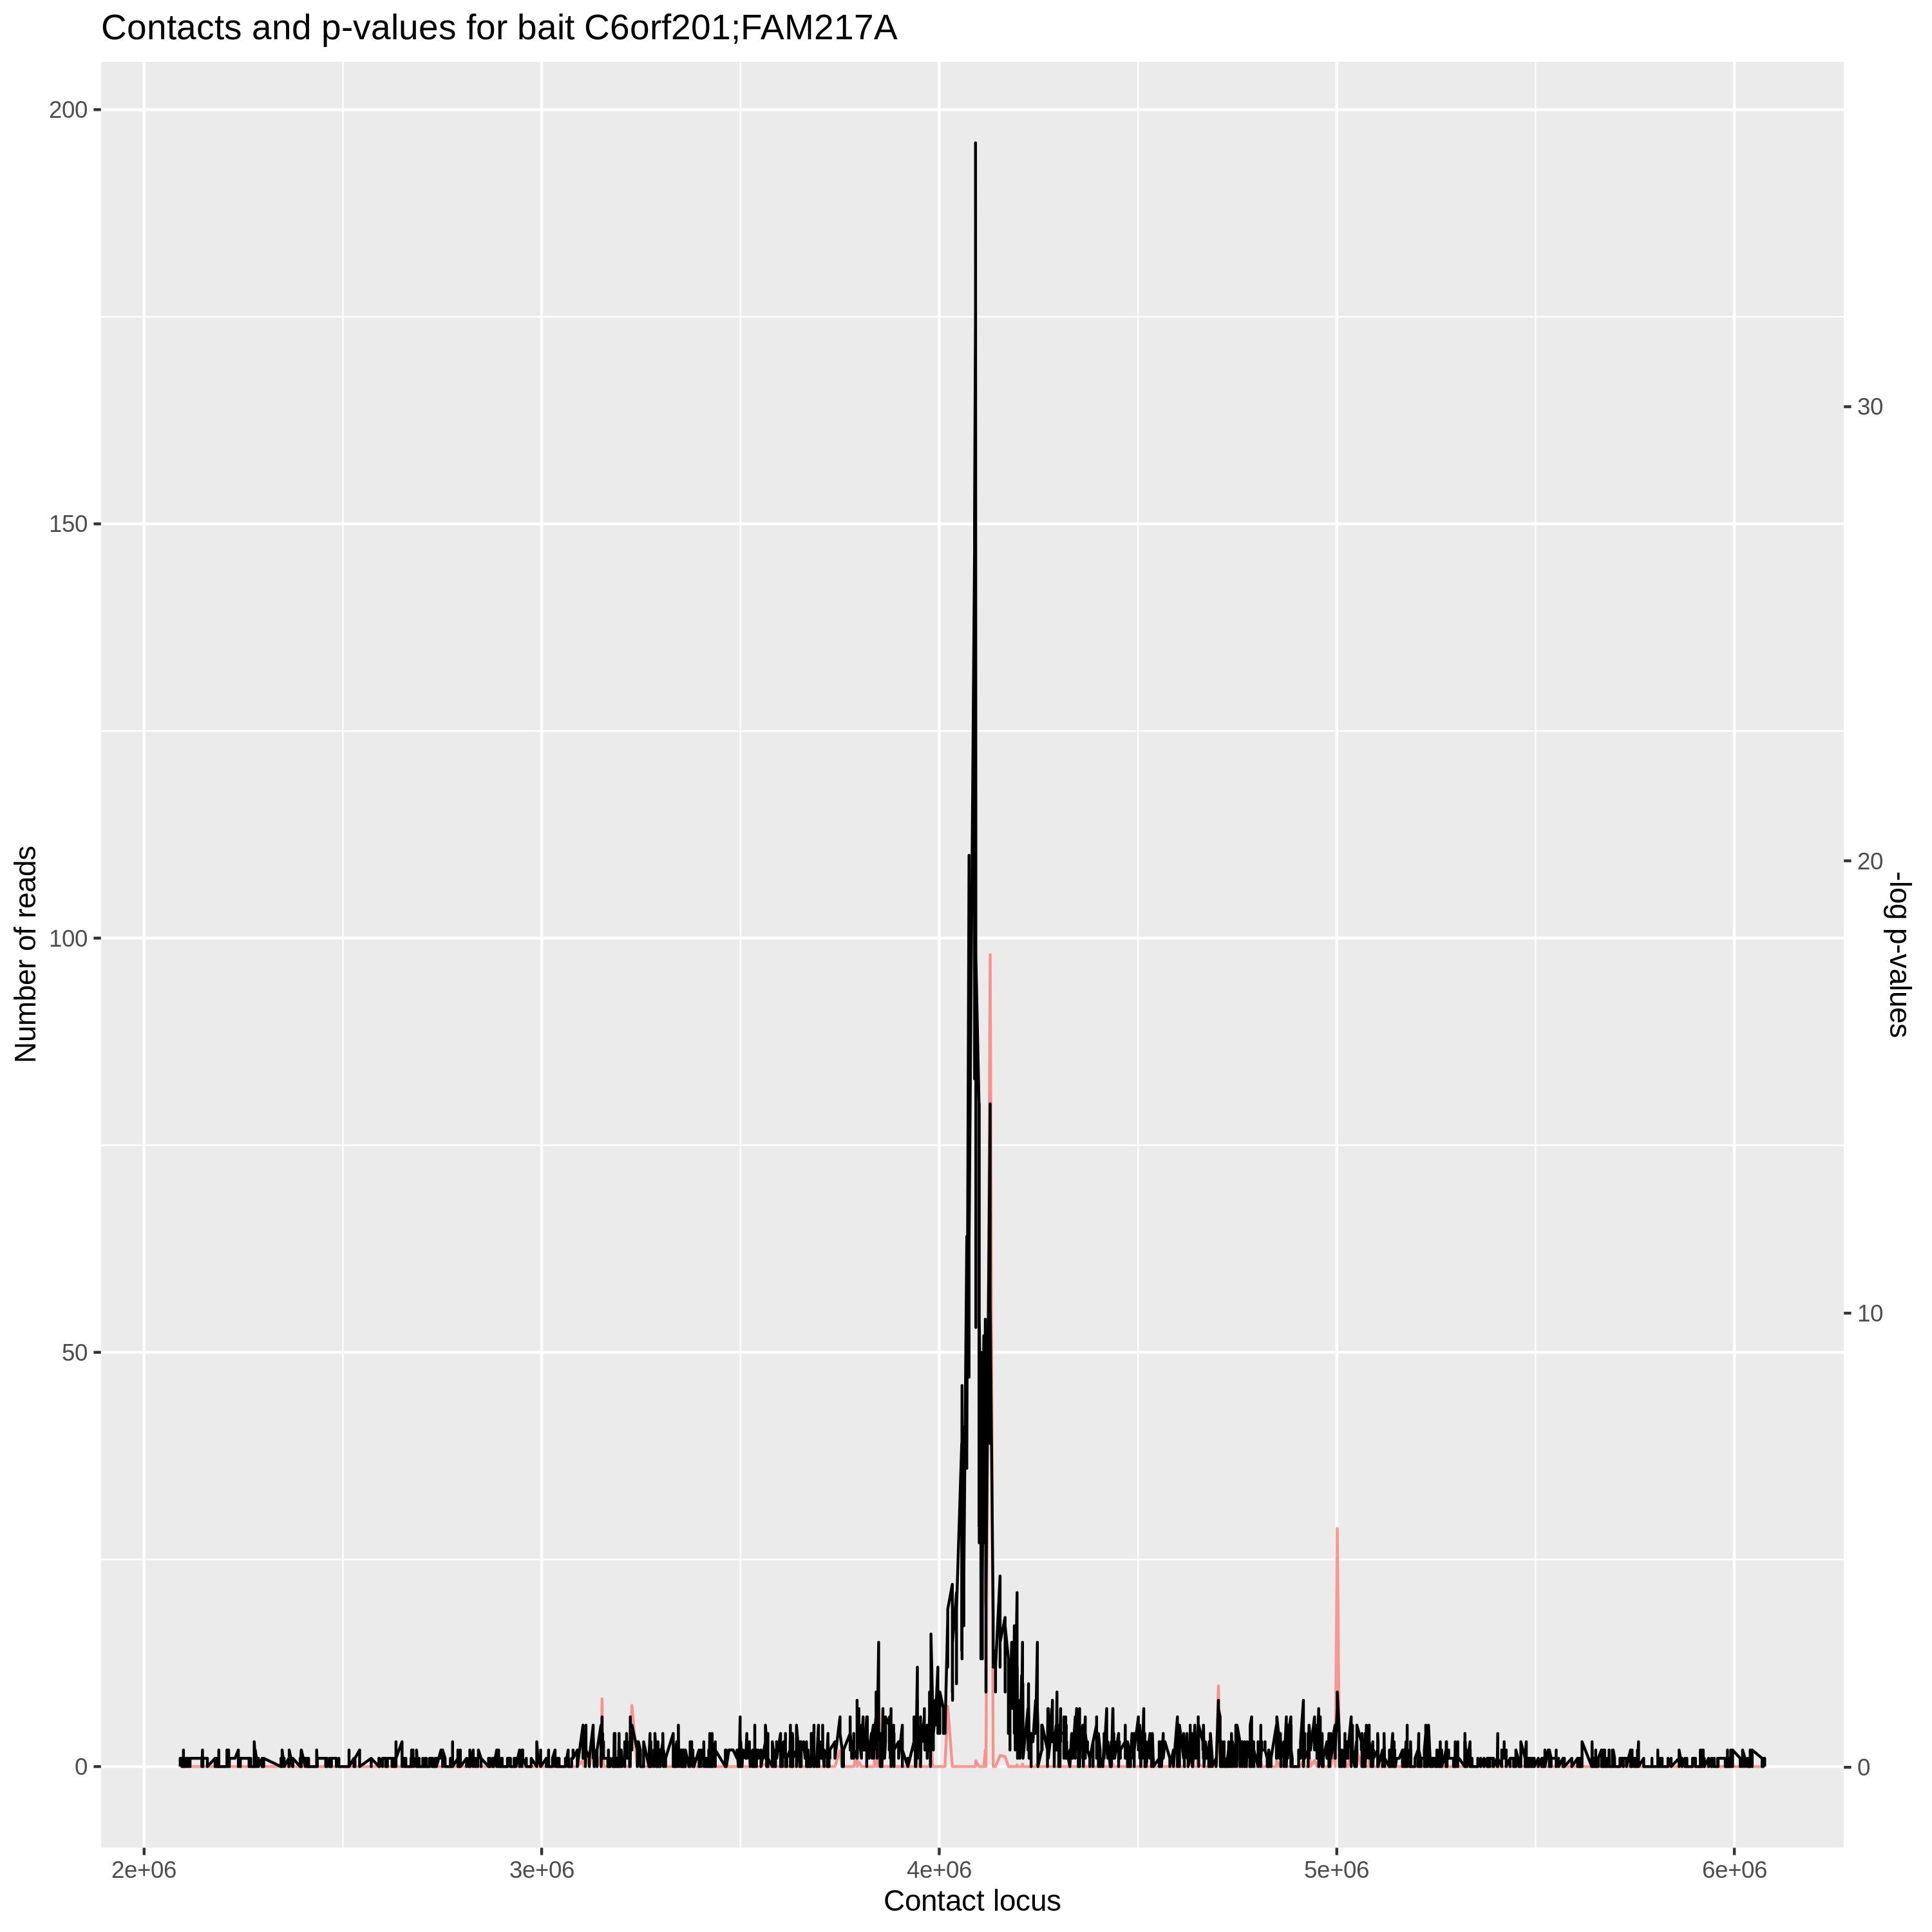 Contacts and p-values for bait C6orf201;FAM217A
200
150
100
50
0
Number of reads
30
20
10
0
-log p-values
2e+06
3e+06
4e+06
5e+06
6e+06
Contact locus